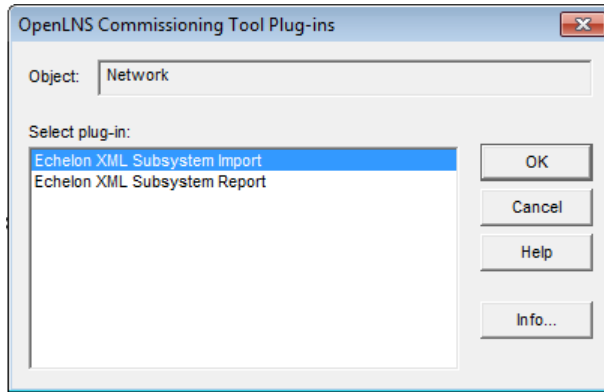 OpenLNS Commissioning Tool Plug-ins
Object: Network
Select plug-in:
Echelon XML Subsystem Import
Echelon XML Subsystem Report
OK
Cancel
Help
Info...